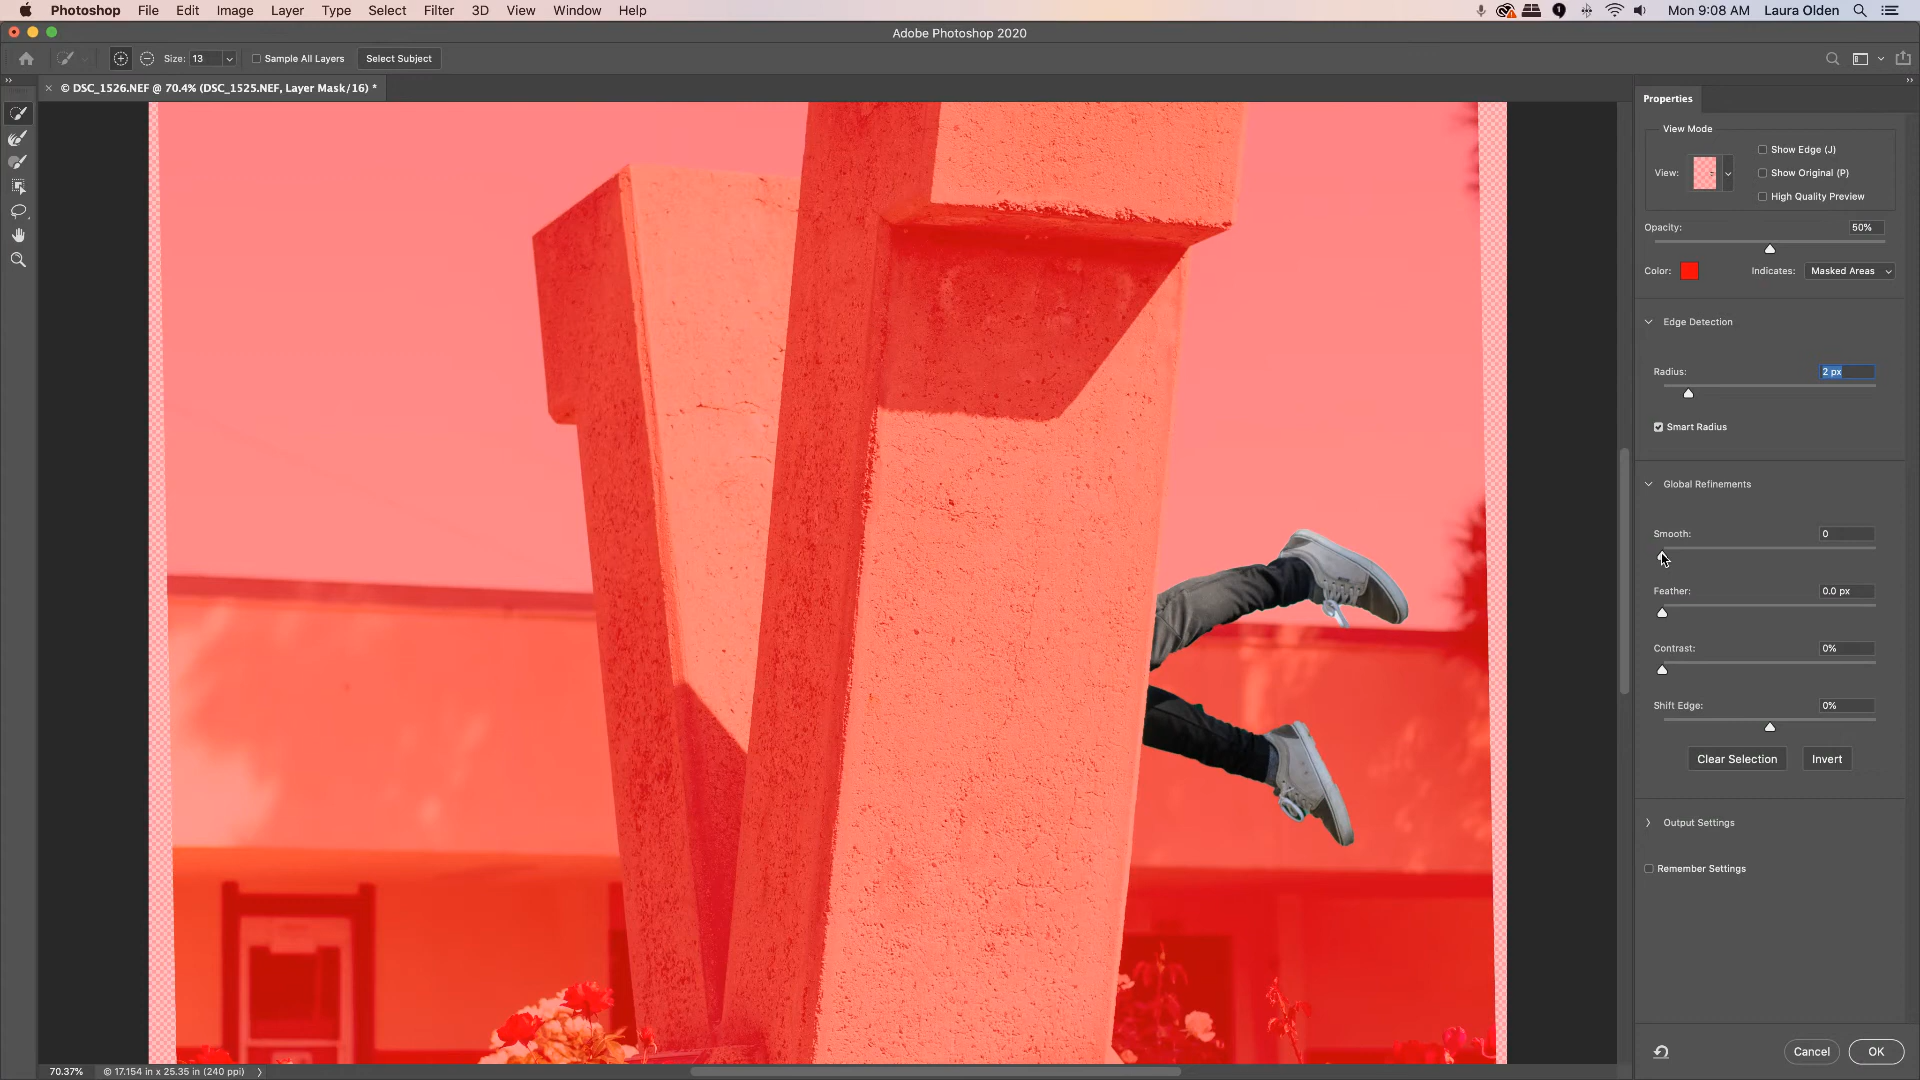 Photoshop File Edit Image Layer Type Select Filter 3D View Window Help Mon 9:08 AM Laura Olden
Adobe Photoshop 2020
Size: 13 Sample All Layers Select Subject
© DSC_1526.NEF @ 70.4% (DSC_1525.NEF, Layer Mask/16) *
Properties
View Mode
Show Edge (J)
View: Show Original (P)
High Quality Preview
Opacity: 50%
Color: Indicates: Masked Areas
Edge Detection
Radius: 2 px
Smart Radius
Global Refinements
Smooth: 0
Feather: 0.0 px
Contrast: 0%
Shift Edge: 0%
Clear Selection Invert
Output Settings
Remember Settings
Cancel OK
70.37% © 17.154 in x 25.35 in (240 ppi)